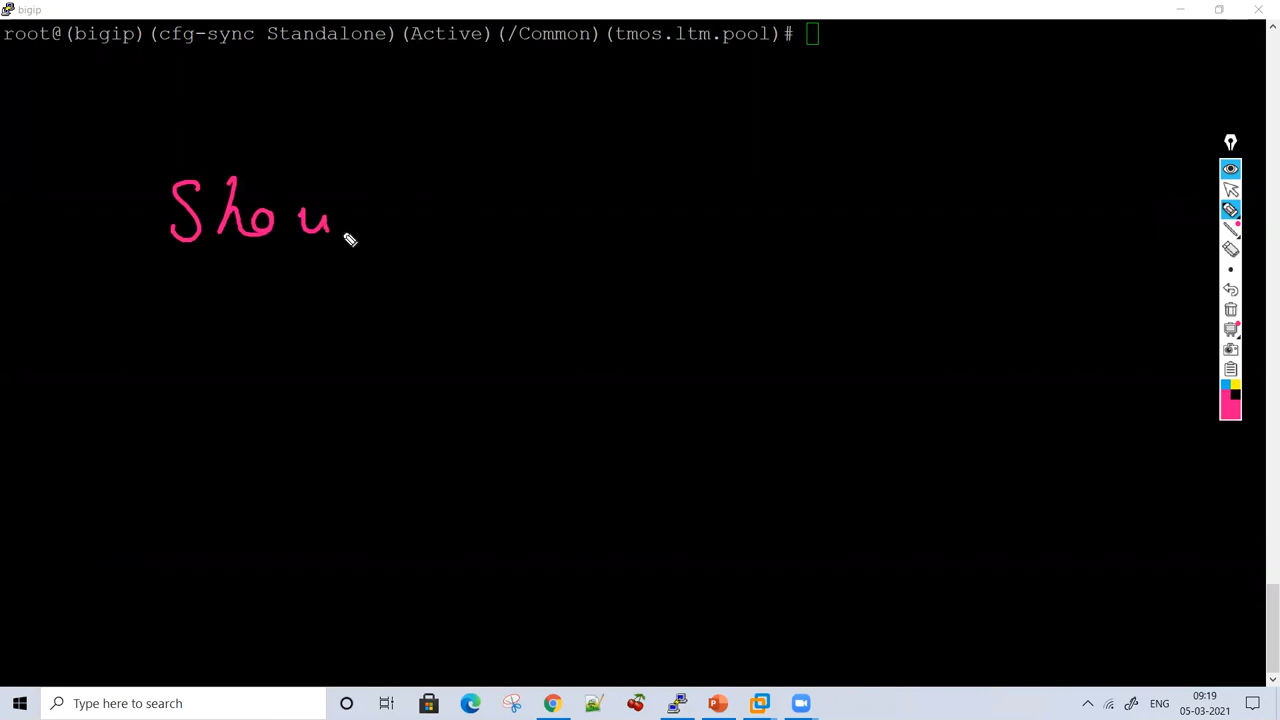 bigip
root@(bigip)(cfg-sync Standalone)(Active)(/Common)(tmos.ltm.pool)#
Shou
Type here to search
ENG
09:19
05-03-2021